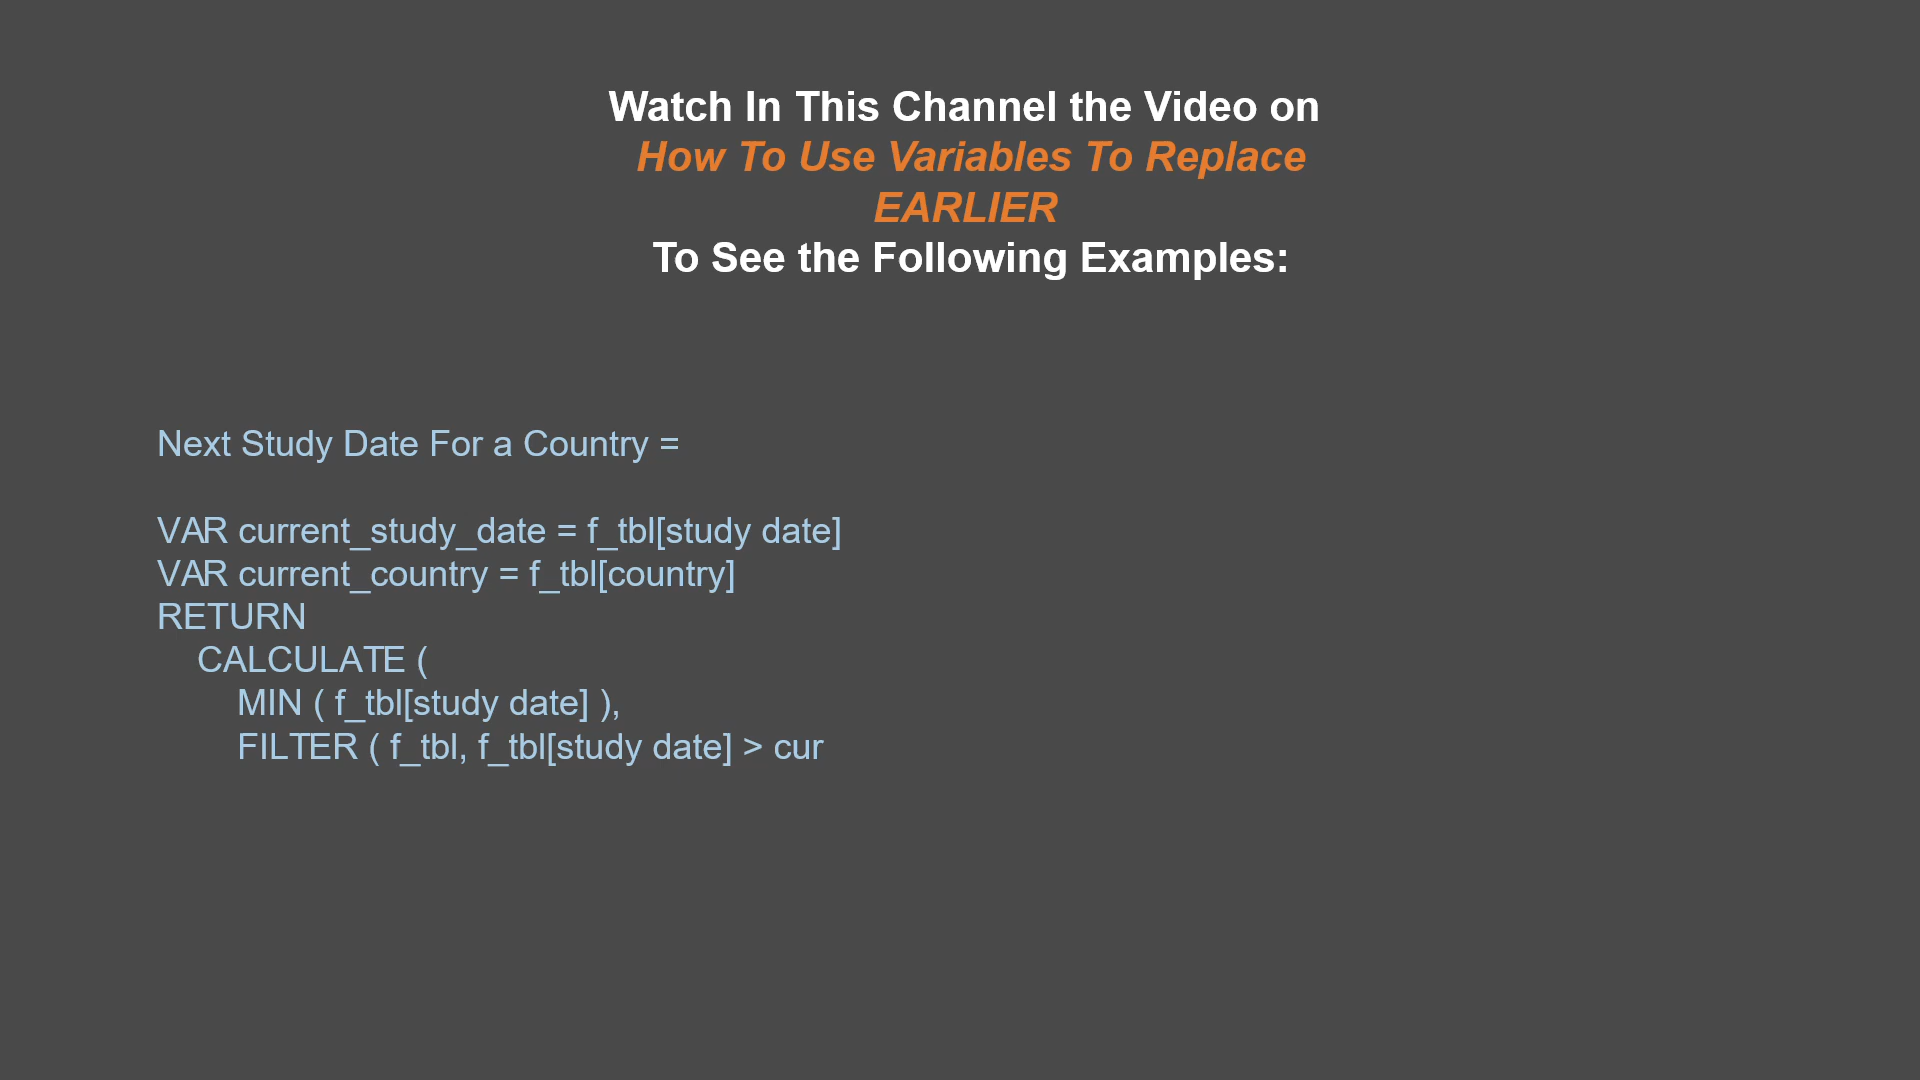 Watch In This Channel the Video on
How To Use Variables To Replace
EARLIER
To See the Following Examples:
Next Study Date For a Country =
VAR current_study_date = f_tbl[study date]
VAR current_country = f_tbl[country]
RETURN
CALCULATE (
MIN ( f_tbl[study date] ),
FILTER ( f_tbl, f_tbl[study date] > cur